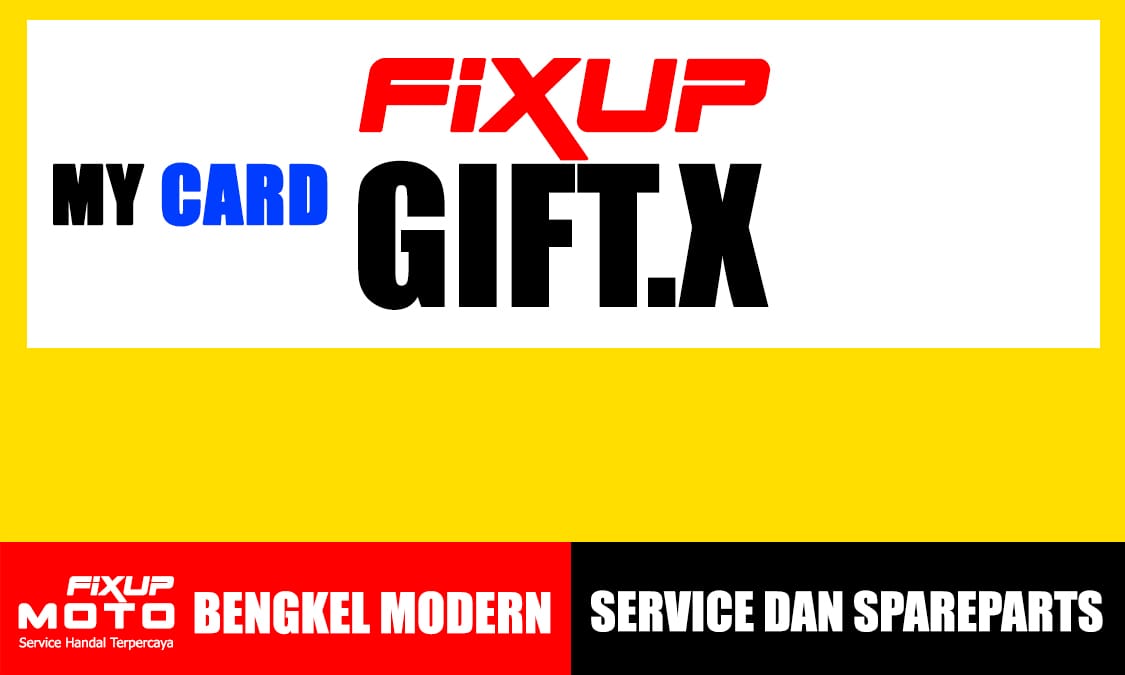 FiXUP
MY CARD GIFT.X
FiXUP
MOTO
Service Handal Terpercaya
BENGKEL MODERN
SERVICE DAN SPAREPARTS